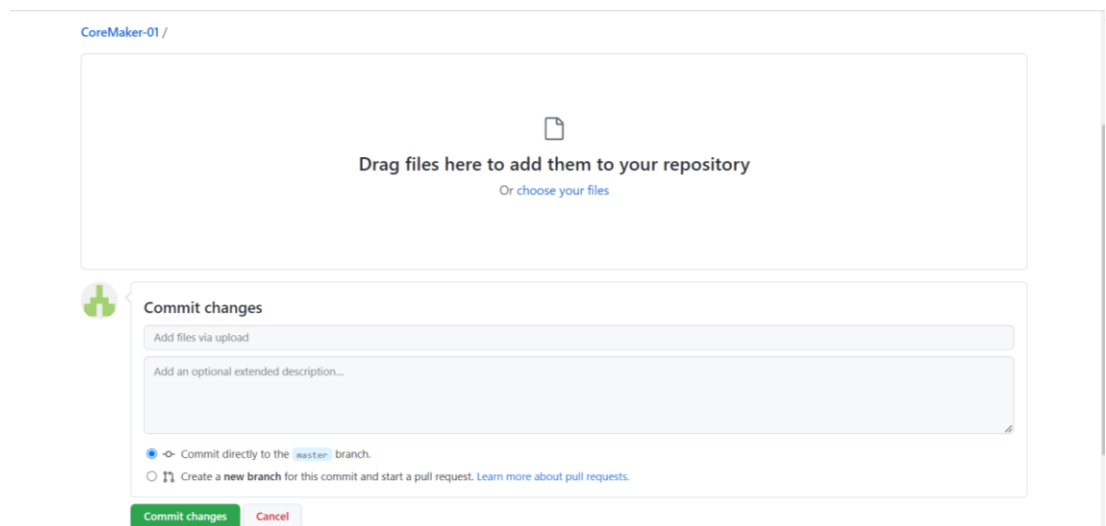 CoreMaker-01 /
Drag files here to add them to your repository
Or choose your files
Commit changes
Add files via upload
Add an optional extended description...
Commit directly to the master branch.
Create a new branch for this commit and start a pull request. Learn more about pull requests.
Commit changes Cancel